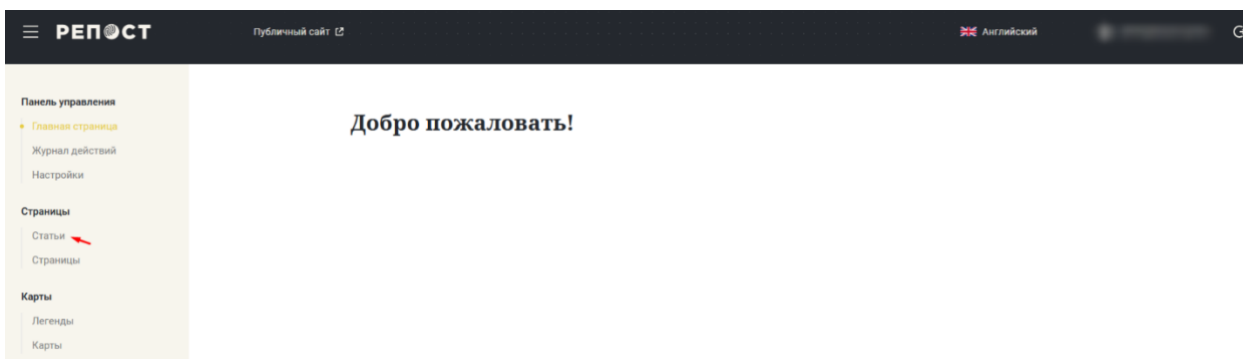 РЕПОСТ
Публичный сайт
Английский
Панель управления
Главная страница
Журнал действий
Настройки
Страницы
Статьи
Страницы
Карты
Легенды
Карты
Добро пожаловать!